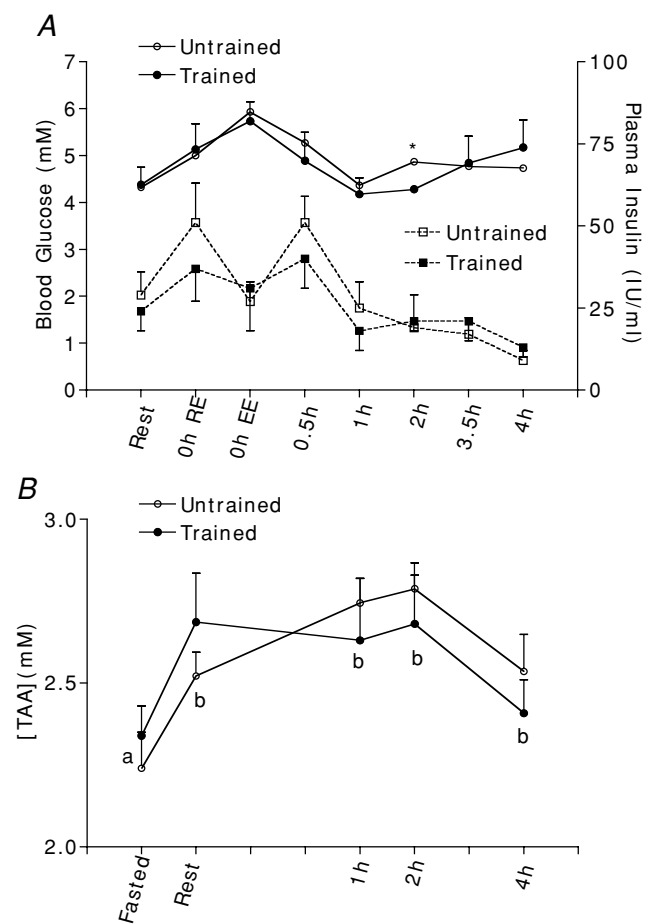 A
Untrained
Trained
7
6
5
4
3
2
1
0
Blood Glucose (mM)
100
75
50
25
0
Plasma Insulin (IU/ml)
*
Untrained
Trained
Rest
0h RE
0h EE
0.5h
1h
2h
3.5h
4h
B
Untrained
Trained
3.0
2.5
2.0
[TAA] (mM)
a
b
b
b
b
Fasted
Rest
1h
2h
4h